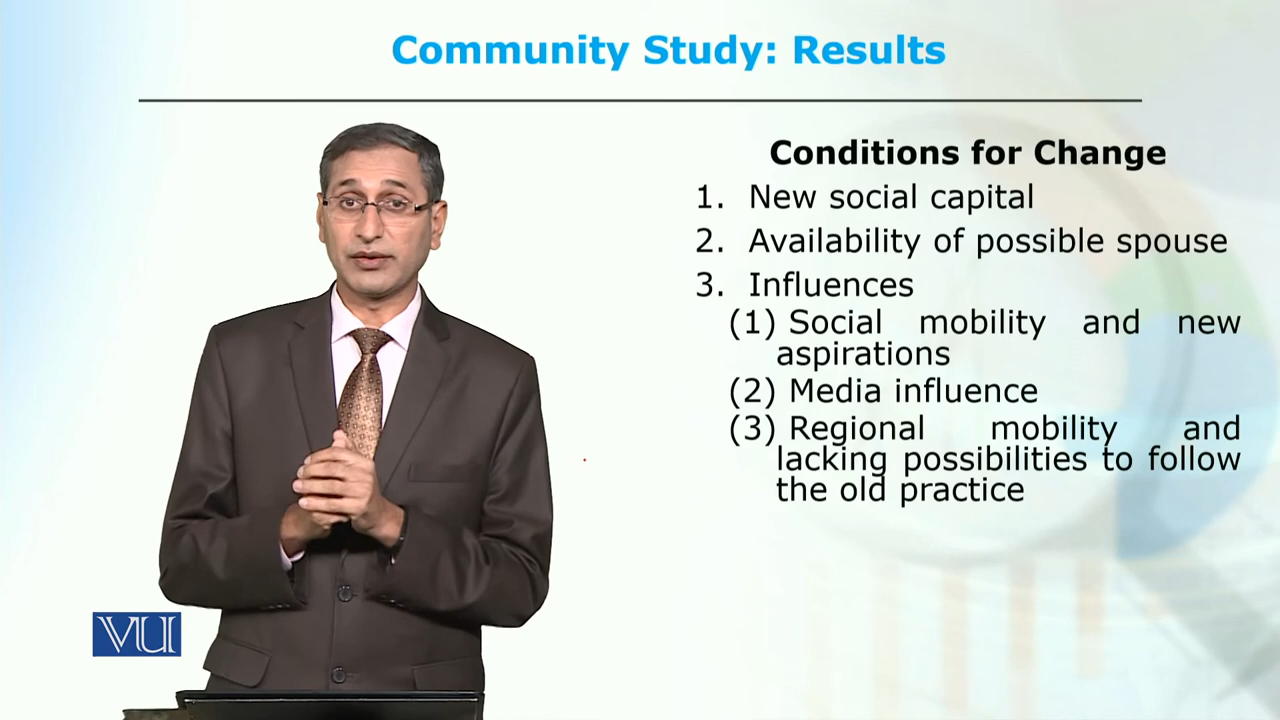 Community Study: Results
Conditions for Change
1. New social capital
2. Availability of possible spouse
3. Influences
(1) Social mobility and new
aspirations
(2) Media influence
(3) Regional mobility and
lacking possibilities to follow
the old practice
VU